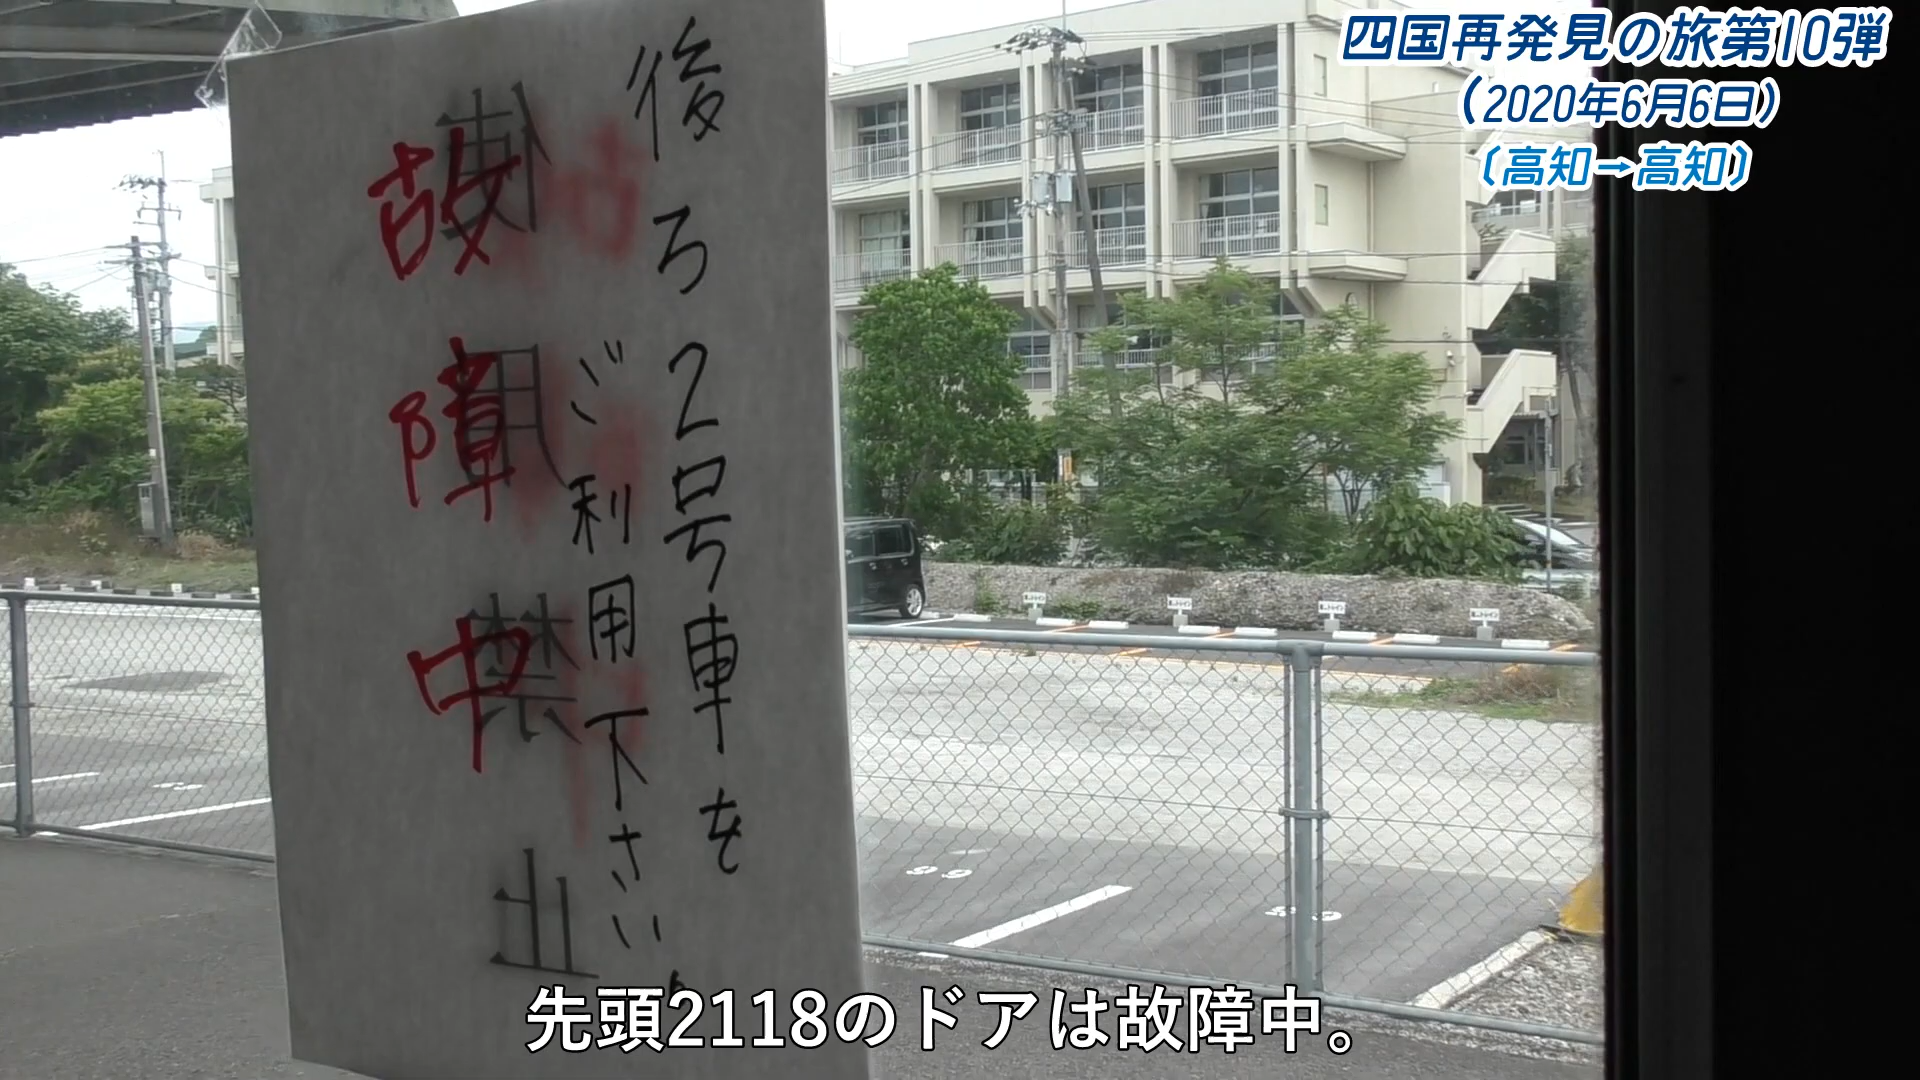 四国再発見の旅第10弾
(2020年6月6日)
(高知→高知)
後ろ2号車を
ご利用下さい。
故障中
使用禁止
先頭2118のドアは故障中。